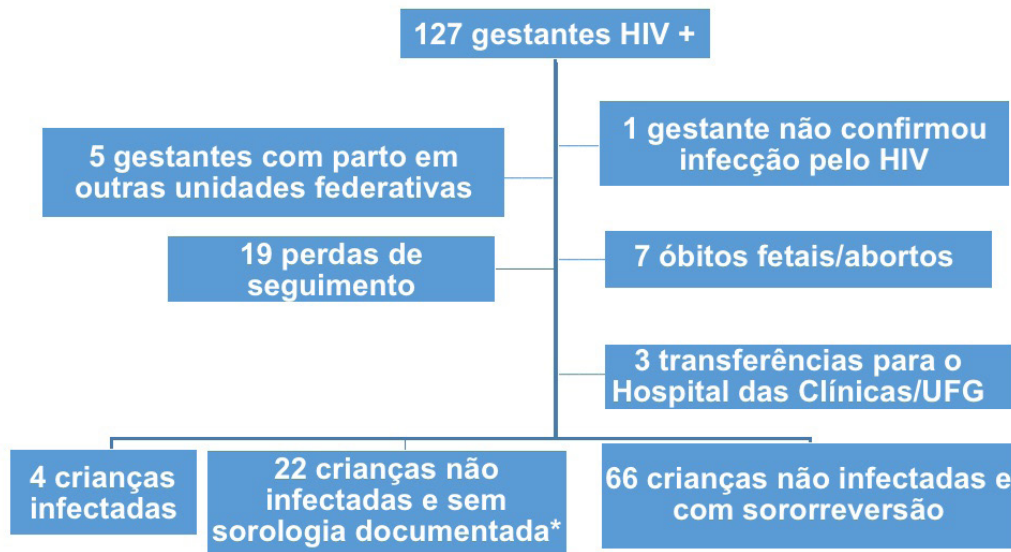 127 gestantes HIV +
1 gestante não confirmou
infecção pelo HIV
5 gestantes com parto em
outras unidades federativas
19 perdas de
seguimento
7 óbitos fetais/abortos
3 transferências para o
Hospital das Clínicas/UFG
4 crianças
infectadas
22 crianças não
infectadas e sem
sorologia documentada*
66 crianças não infectadas e
com sororreversão